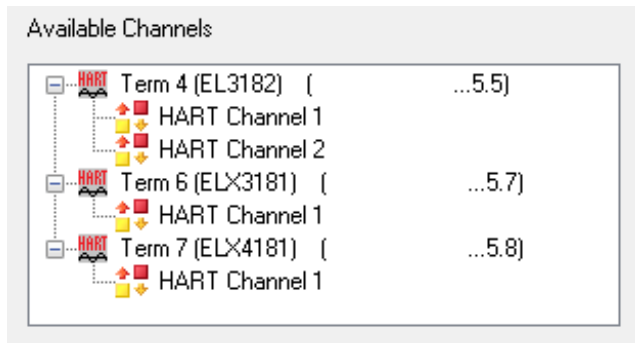 Available Channels
HART Term 4 (EL3182) ( ...5.5)
HART Channel 1
HART Channel 2
HART Term 6 (ELX3181) ( ...5.7)
HART Channel 1
HART Term 7 (ELX4181) ( ...5.8)
HART Channel 1